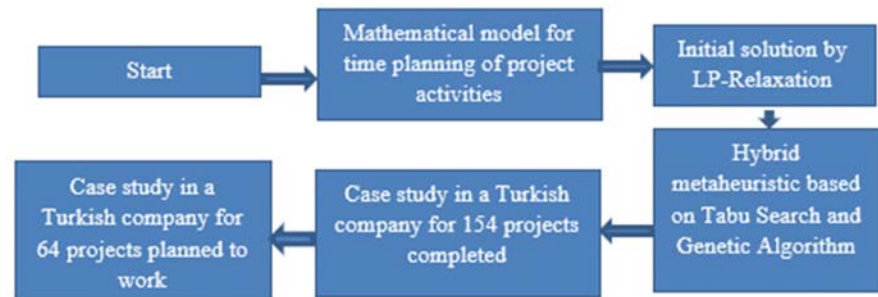 Start
Mathematical model for
time planning of project
activities
Initial solution by
LP-Relaxation
Hybrid
metaheuristic based
on Tabu Search and
Genetic Algorithm
Case study in a Turkish
company for 154 projects
completed
Case study in a
Turkish company for
64 projects planned to
work